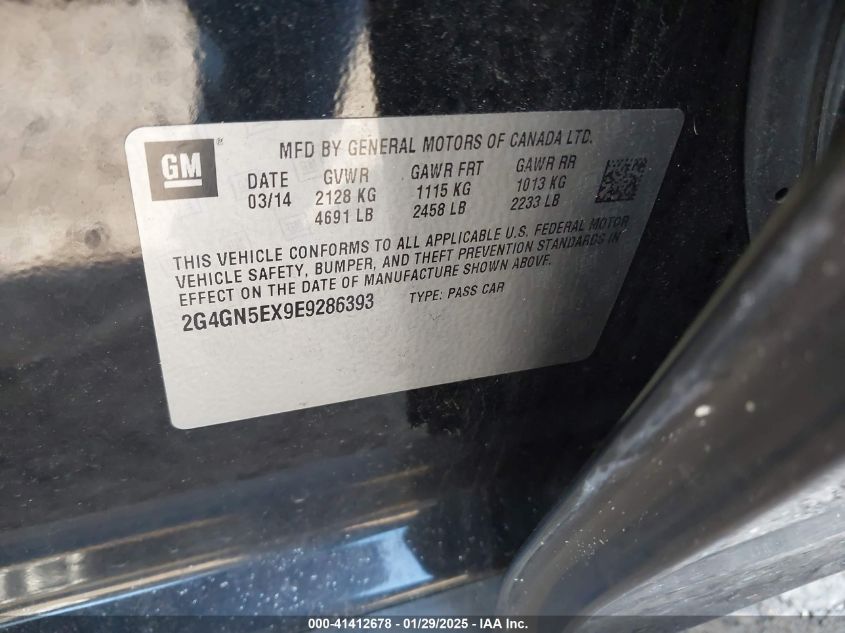 GM
MFD BY GENERAL MOTORS OF CANADA LTD.
DATE GVWR GAWR FRT GAWR RR
03/14 2128 KG 1115 KG 1013 KG
4691 LB 2458 LB 2233 LB
THIS VEHICLE CONFORMS TO ALL APPLICABLE U.S. FEDERAL MOTOR
VEHICLE SAFETY, BUMPER, AND THEFT PREVENTION STANDARDS IN
EFFECT ON THE DATE OF MANUFACTURE SHOWN ABOVE.
2G4GN5EX9E9286393 TYPE: PASS CAR
000-41412678 - 01/29/2025 - IAA Inc.